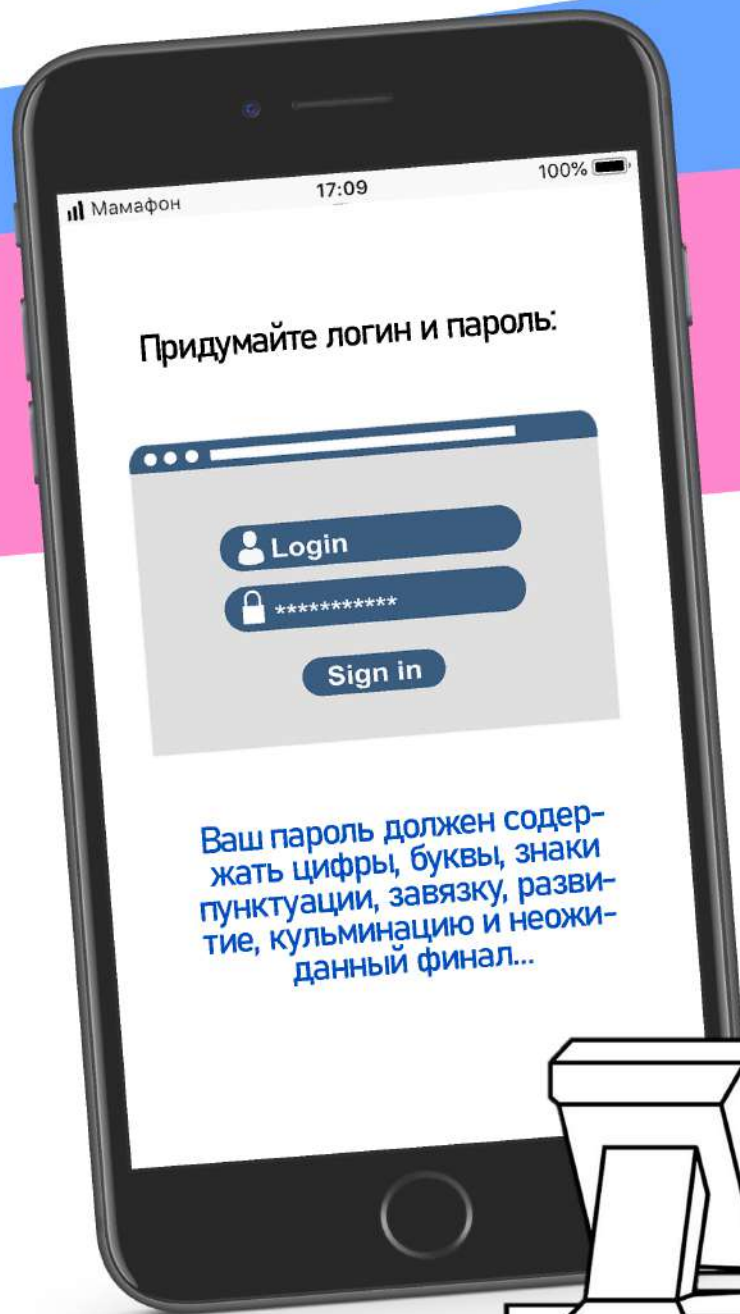 Мамафон 17:09 100%
Придумайте логин и пароль:
Login
***********
Sign in
Ваш пароль должен содер-
жать цифры, буквы, знаки
пунктуации, завязку, разви-
тие, кульминацию и неожи-
данный финал...